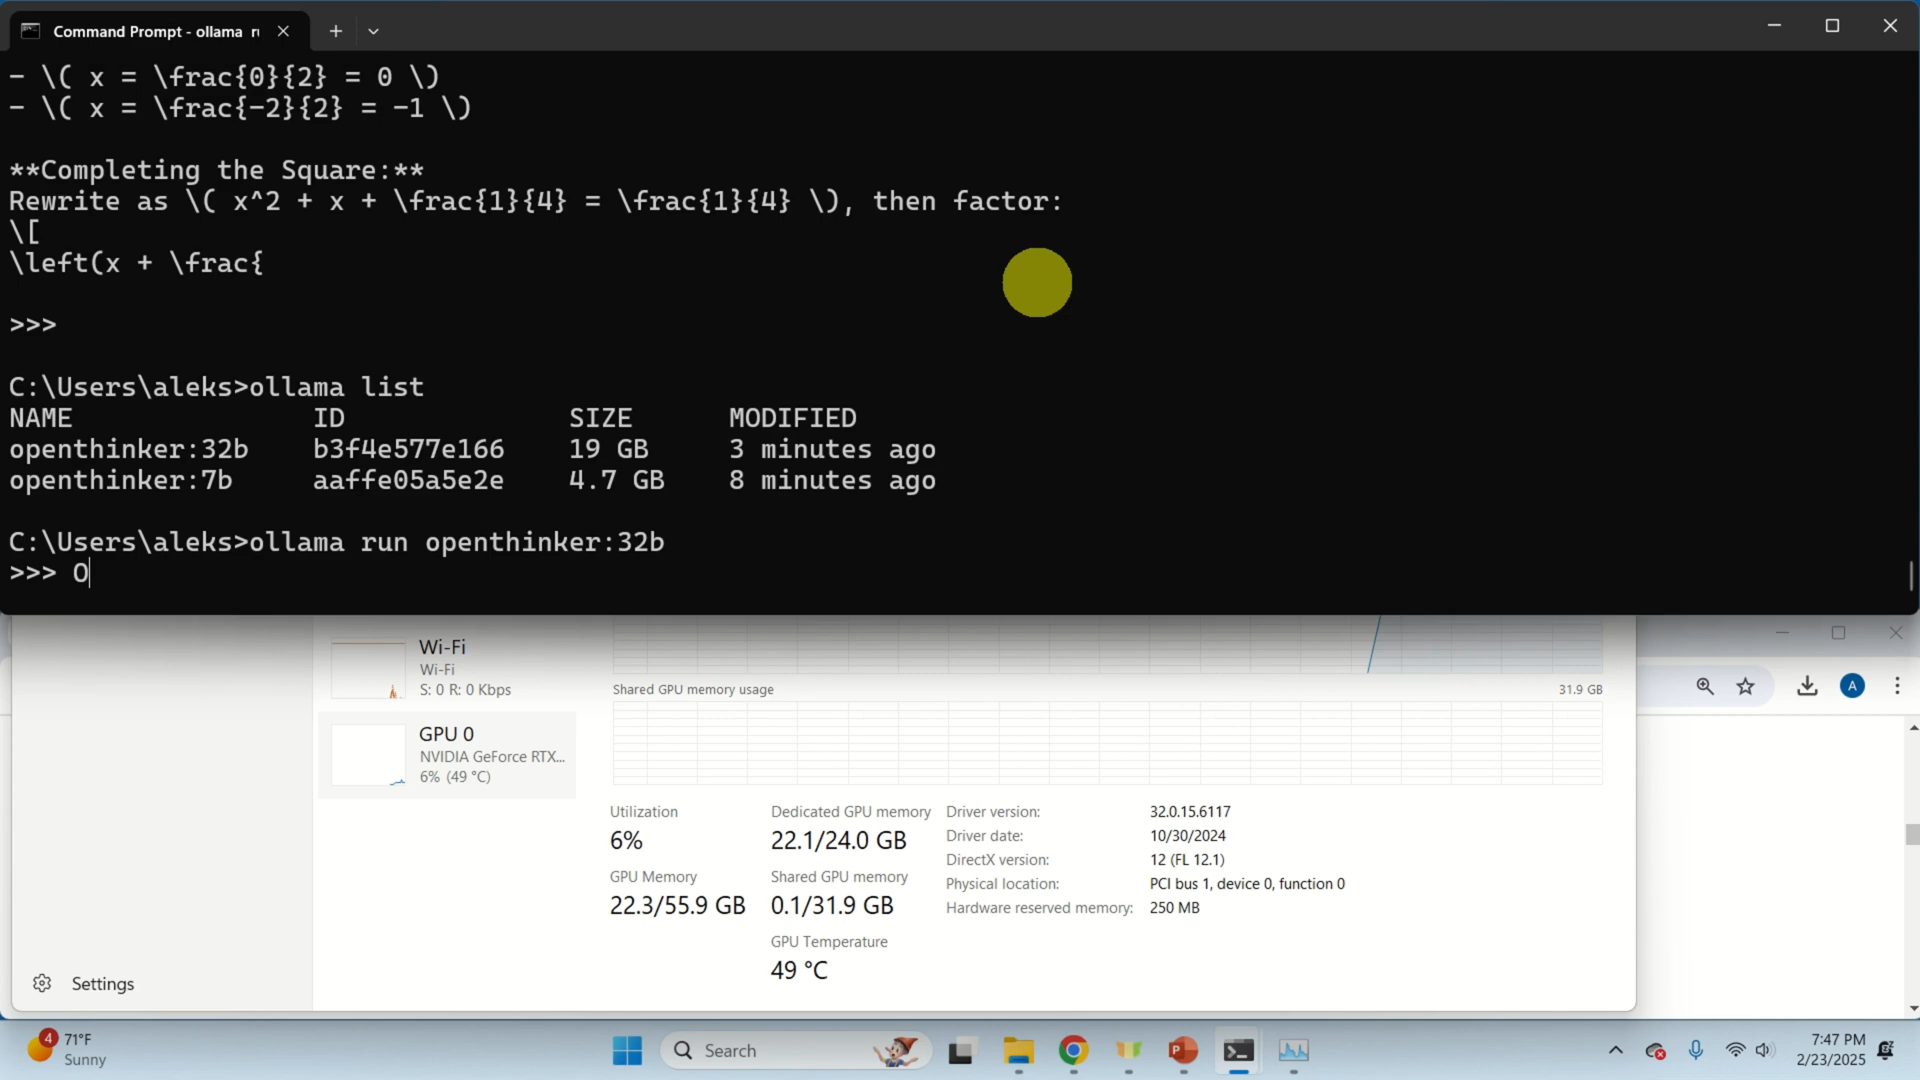 Command Prompt - ollama
- \( x = \frac{0}{2} = 0 \)
- \( x = \frac{-2}{2} = -1 \)
**Completing the Square:**
Rewrite as \( x^2 + x + \frac{1}{4} = \frac{1}{4} \), then factor:
\[
\left(x + \frac{
>>>
C:\Users\aleks>ollama list
NAME ID SIZE MODIFIED
openthinker:32b b3f4e577e166 19 GB 3 minutes ago
openthinker:7b aaffe05a5e2e 4.7 GB 8 minutes ago
C:\Users\aleks>ollama run openthinker:32b
>>> O
Wi-Fi
Wi-Fi
S: 0 R: 0 Kbps
GPU 0
NVIDIA GeForce RTX...
6% (49 °C)
Shared GPU memory usage 31.9 GB
Utilization
6%
Dedicated GPU memory
22.1/24.0 GB
GPU Memory
22.3/55.9 GB
Shared GPU memory
0.1/31.9 GB
GPU Temperature
49 °C
Driver version: 32.0.15.6117
Driver date: 10/30/2024
DirectX version: 12 (FL 12.1)
Physical location: PCI bus 1, device 0, function 0
Hardware reserved memory: 250 MB
A
Settings
4
71°F
Sunny
Search
7:47 PM
2/23/2025